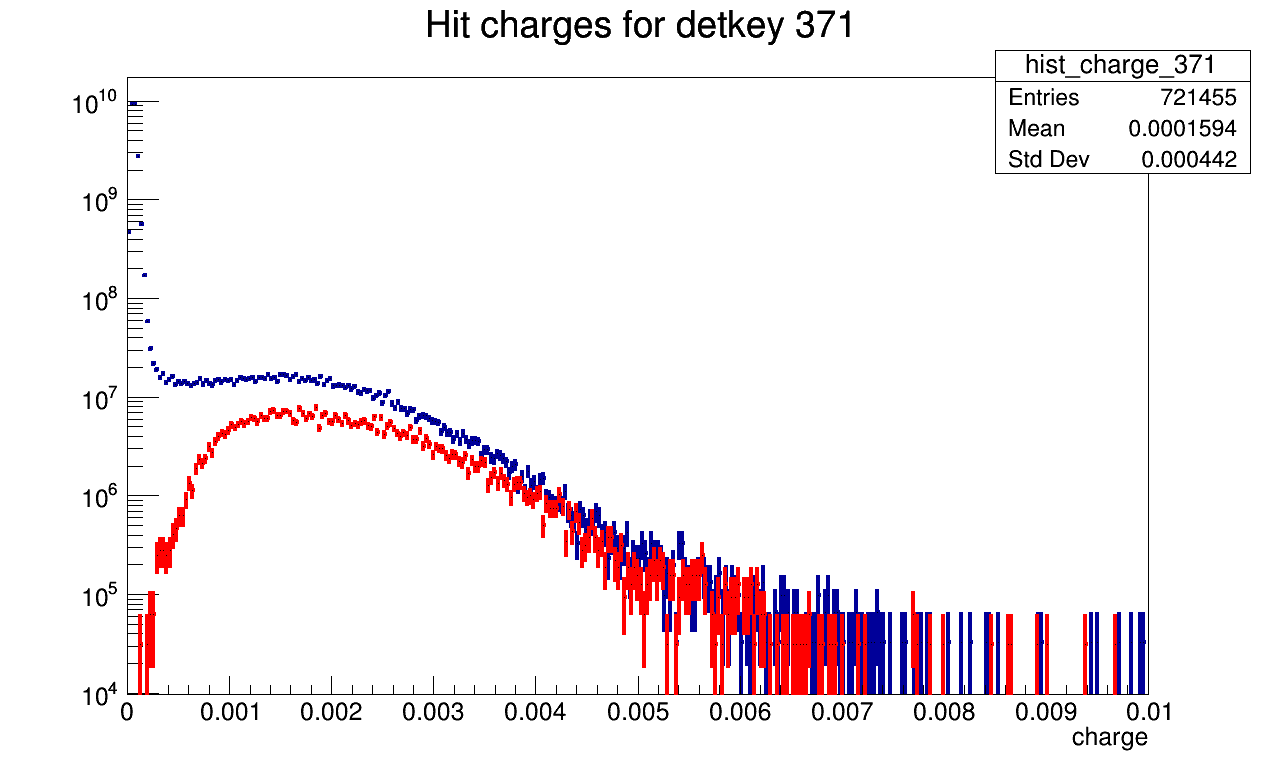 Hit charges for detkey 371
hist_charge_371
Entries 721455
Mean 0.0001594
Std Dev 0.000442
10^10
10^9
10^8
10^7
10^6
10^5
10^4
0 0.001 0.002 0.003 0.004 0.005 0.006 0.007 0.008 0.009 0.01
charge